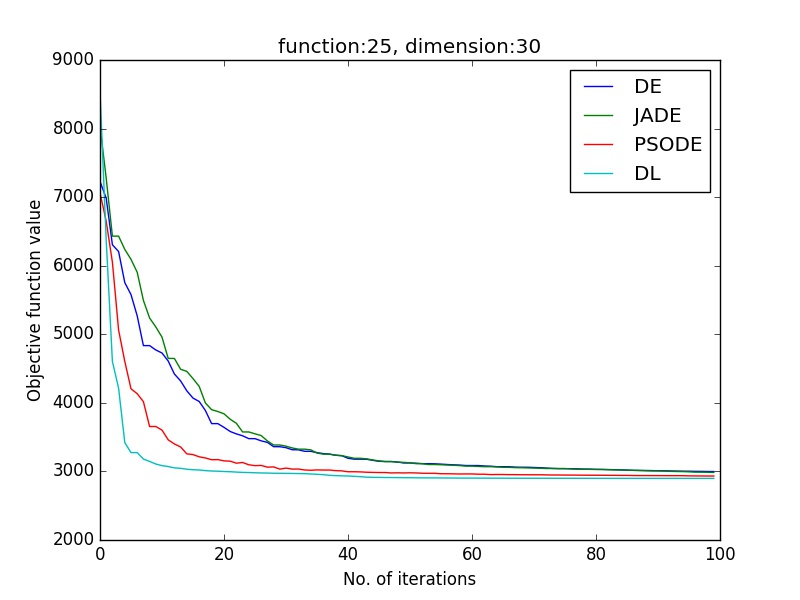 function:25, dimension:30
Objective function value
9000
8000
7000
6000
5000
4000
3000
2000
0
20
40
60
80
100
No. of iterations
DE
JADE
PSODE
DL